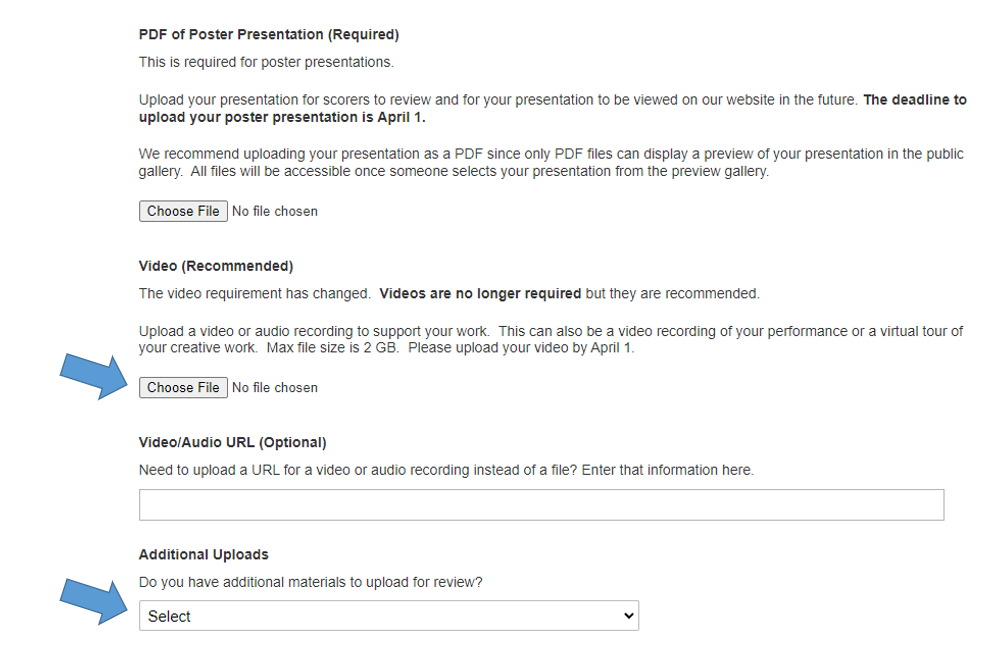 PDF of Poster Presentation (Required)
This is required for poster presentations.
Upload your presentation for scorers to review and for your presentation to be viewed on our website in the future. The deadline to
upload your poster presentation is April 1.
We recommend uploading your presentation as a PDF since only PDF files can display a preview of your presentation in the public
gallery.  All files will be accessible once someone selects your presentation from the preview gallery.
Choose File No file chosen
Video (Recommended)
The video requirement has changed.  Videos are no longer required but they are recommended.
Upload a video or audio recording to support your work.  This can also be a video recording of your performance or a virtual tour of
your creative work.  Max file size is 2 GB.  Please upload your video by April 1.
Choose File No file chosen
Video/Audio URL (Optional)
Need to upload a URL for a video or audio recording instead of a file? Enter that information here.
Additional Uploads
Do you have additional materials to upload for review?
Select